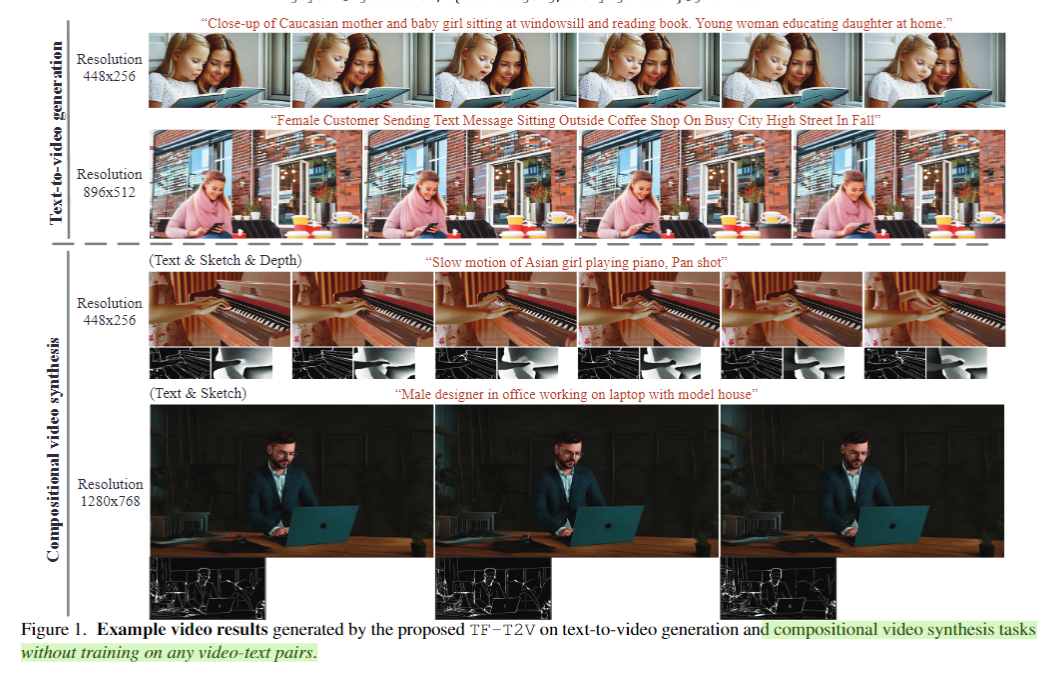 Text-to-video generation
Resolution
448x256
“Close-up of Caucasian mother and baby girl sitting at windowsill and reading book. Young woman educating daughter at home.”
“Female Customer Sending Text Message Sitting Outside Coffee Shop On Busy City High Street In Fall”
Resolution
896x512
Compositional video synthesis
(Text & Sketch & Depth)
“Slow motion of Asian girl playing piano, Pan shot”
Resolution
448x256
(Text & Sketch)
“Male designer in office working on laptop with model house”
Resolution
1280x768
Figure 1. Example video results generated by the proposed TF-T2V on text-to-video generation and compositional video synthesis tasks
without training on any video-text pairs.